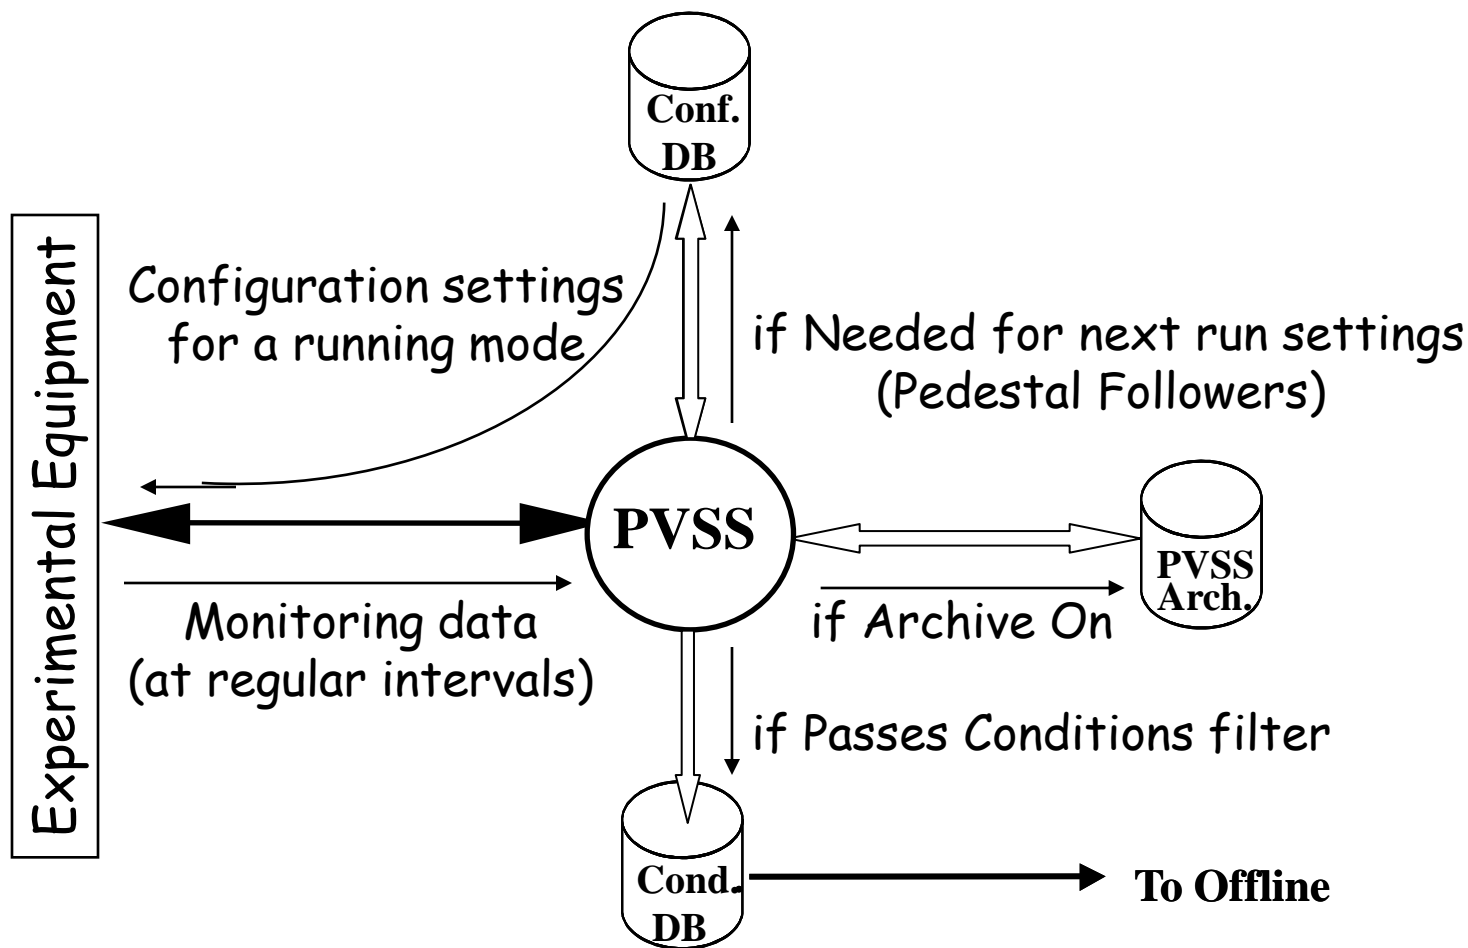 Conf.
DB
Experimental Equipment
Configuration settings
for a running mode
if Needed for next run settings
(Pedestal Followers)
PVSS
PVSS
Arch.
Monitoring data
(at regular intervals)
if Archive On
if Passes Conditions filter
Cond.
DB
To Offline